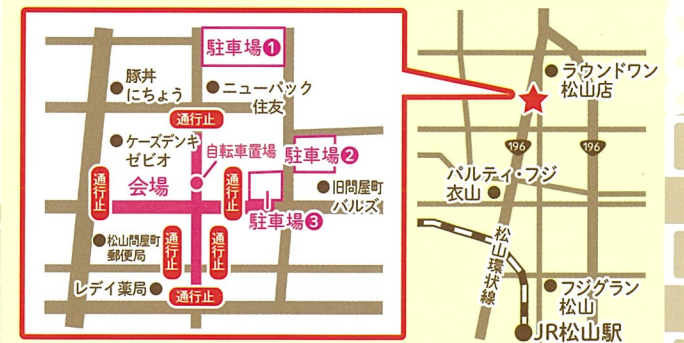 駐車場❶
豚丼
にちょう
ニューパック
住友
通行止
ケーズデンキ
ゼビオ
自転車置場
駐車場❷
通行止
会場
通行止
旧問屋町
バルズ
駐車場❸
松山問屋町
郵便局
通行止
通行止
レデイ薬局
通行止
ラウンドワン
松山店
196
196
パルティ・フジ
衣山
松山環状線
フジグラン
松山
JR松山駅